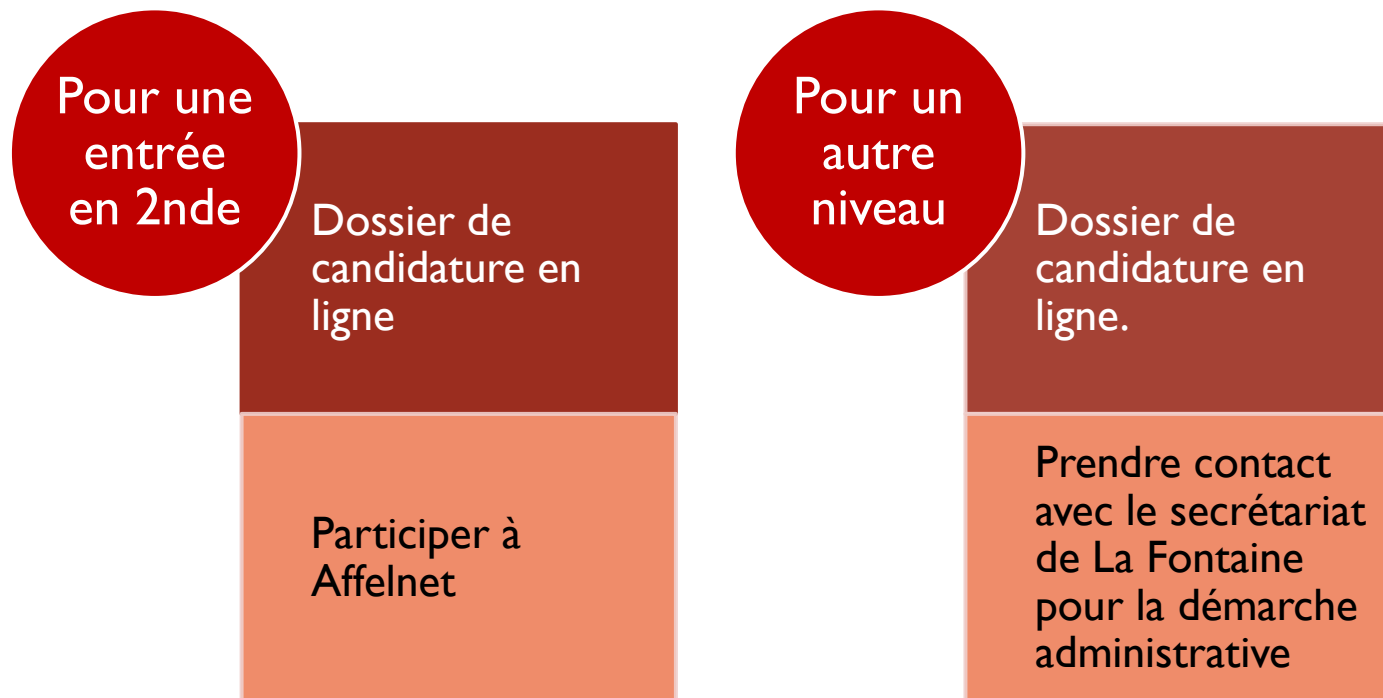 Pour une
entrée
en 2nde
Dossier de
candidature en
ligne
Participer à
Affelnet
Pour un
autre
niveau
Dossier de
candidature en
ligne.
Prendre contact
avec le secrétariat
de La Fontaine
pour la démarche
administrative